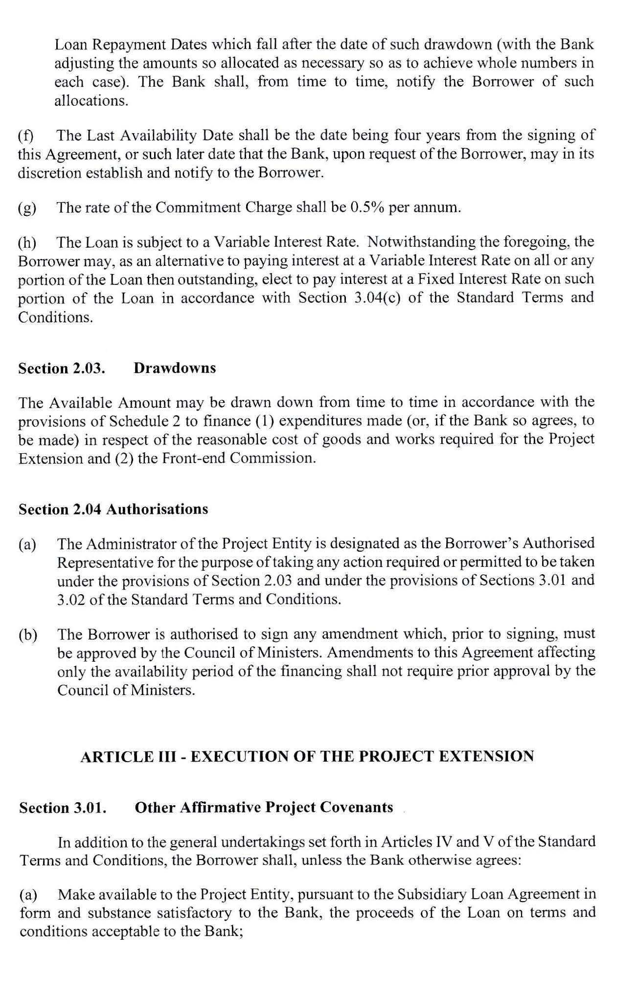 Loan Repayment Dates which fall after the date of such drawdown (with the Bank
adjusting the amounts so allocated as necessary so as to achieve whole numbers in
each case). The Bank shall, from time to time, notify the Borrower of such
allocations.
(f) The Last Availability Date shall be the date being four years from the signing of
this Agreement, or such later date that the Bank, upon request of the Borrower, may in its
discretion establish and notify to the Borrower.
(g) The rate of the Commitment Charge shall be 0.5% per annum.
(h) The Loan is subject to a Variable Interest Rate. Notwithstanding the foregoing, the
Borrower may, as an alternative to paying interest at a Variable Interest Rate on all or any
portion of the Loan then outstanding, elect to pay interest at a Fixed Interest Rate on such
portion of the Loan in accordance with Section 3.04(c) of the Standard Terms and
Conditions.
Section 2.03. Drawdowns
The Available Amount may be drawn down from time to time in accordance with the
provisions of Schedule 2 to finance (1) expenditures made (or, if the Bank so agrees, to
be made) in respect of the reasonable cost of goods and works required for the Project
Extension and (2) the Front-end Commission.
Section 2.04 Authorisations
(a) The Administrator of the Project Entity is designated as the Borrower's Authorised
Representative for the purpose of taking any action required or permitted to be taken
under the provisions of Section 2.03 and under the provisions of Sections 3.01 and
3.02 of the Standard Terms and Conditions.
(b) The Borrower is authorised to sign any amendment which, prior to signing, must
be approved by the Council of Ministers. Amendments to this Agreement affecting
only the availability period of the financing shall not require prior approval by the
Council of Ministers.
ARTICLE III - EXECUTION OF THE PROJECT EXTENSION
Section 3.01. Other Affirmative Project Covenants
In addition to the general undertakings set forth in Articles IV and V of the Standard
Terms and Conditions, the Borrower shall, unless the Bank otherwise agrees:
(a) Make available to the Project Entity, pursuant to the Subsidiary Loan Agreement in
form and substance satisfactory to the Bank, the proceeds of the Loan on terms and
conditions acceptable to the Bank;